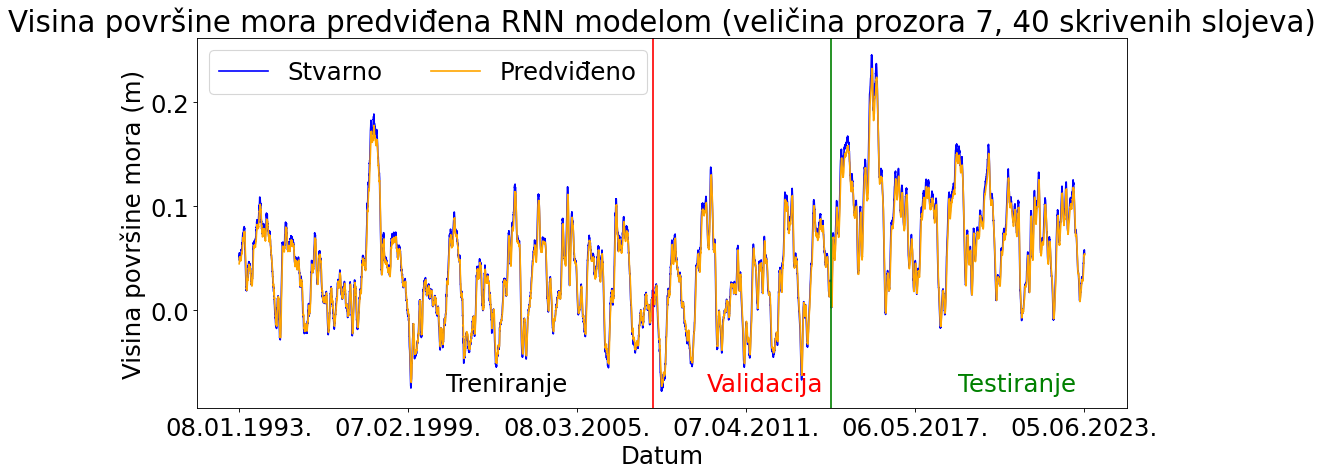 Visina površine mora predviđena RNN modelom (veličina prozora 7, 40 skrivenih slojeva)
Stvarno
Predviđeno
Visina površine mora (m)
0.2
0.1
0.0
Treniranje
Validacija
Testiranje
08.01.1993.
07.02.1999.
08.03.2005.
07.04.2011.
06.05.2017.
05.06.2023.
Datum